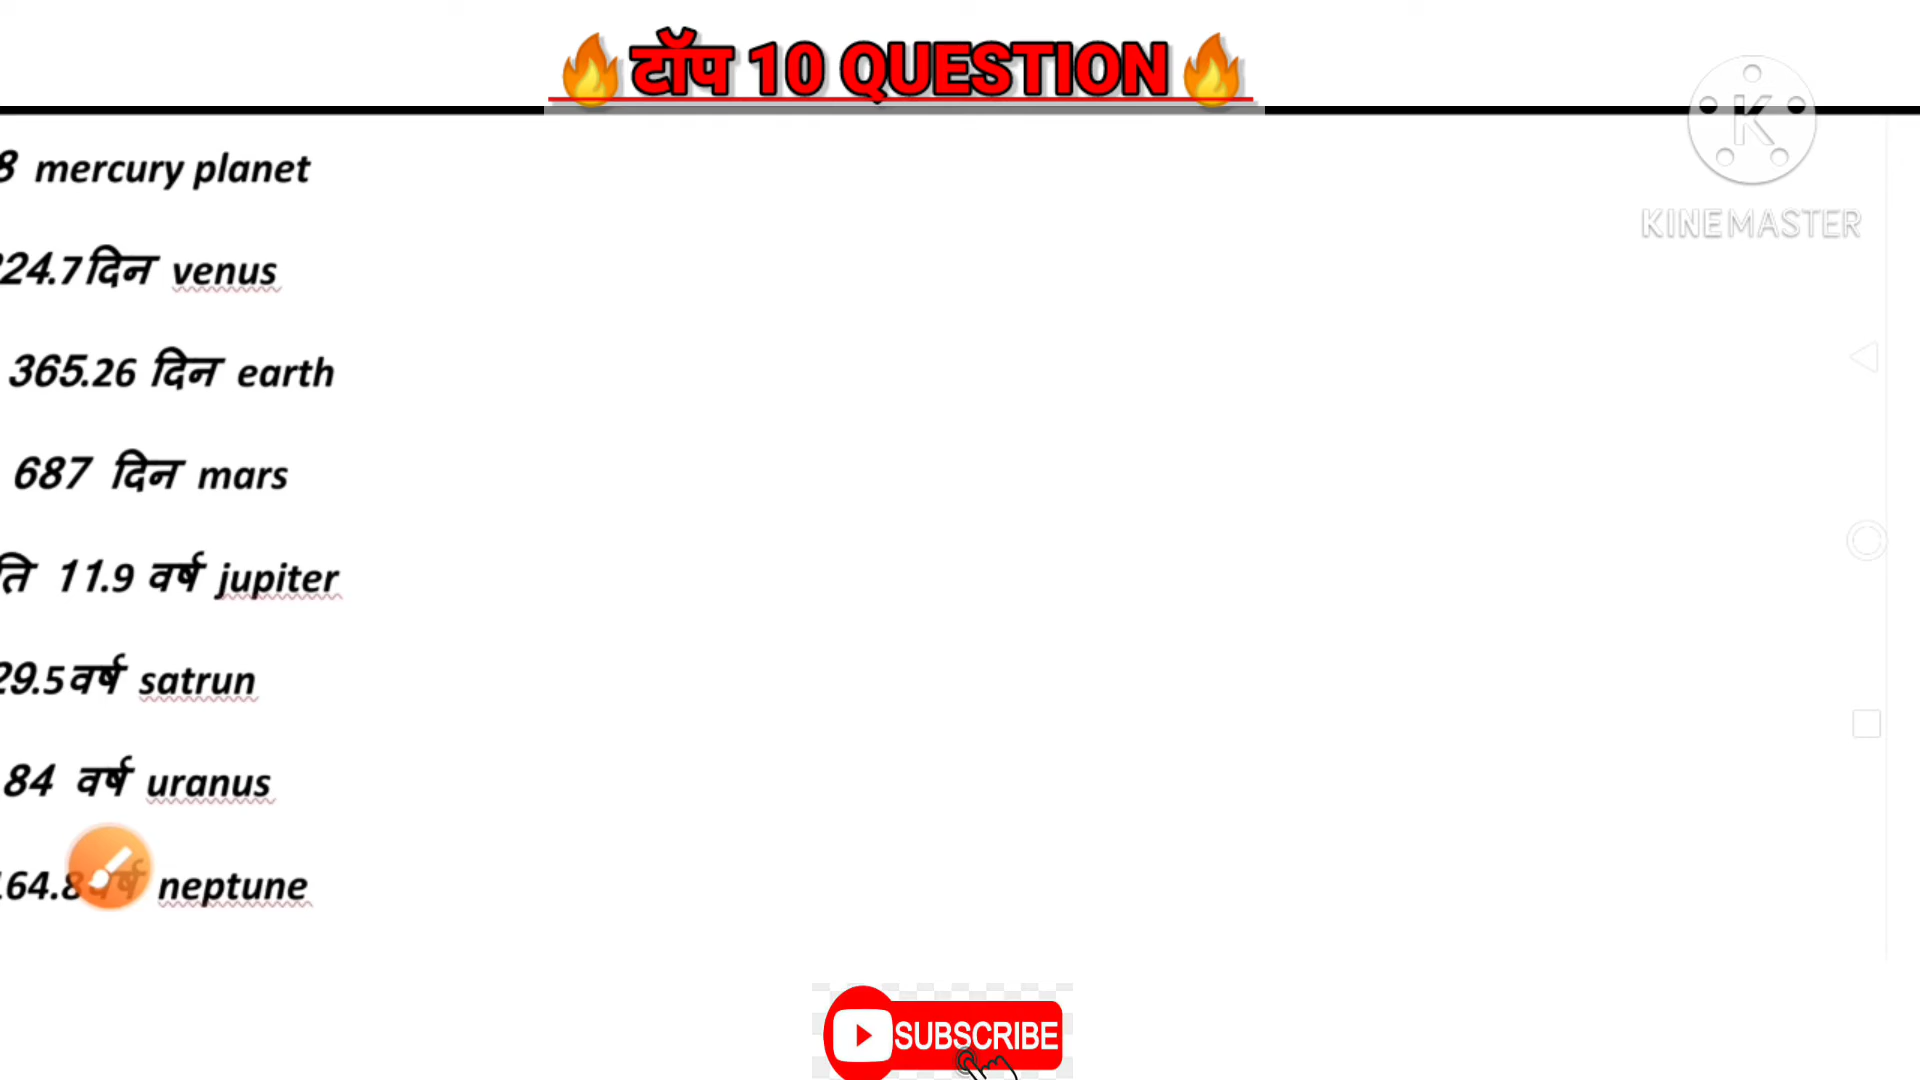 टॉप 10 QUESTION
8 mercury planet
24.7दिन venus
365.26 दिन earth
687 दिन mars
ति 11.9 वर्ष jupiter
29.5वर्ष satrun
84 वर्ष uranus
64.8वर्ष neptune
KINEMASTER
SUBSCRIBE